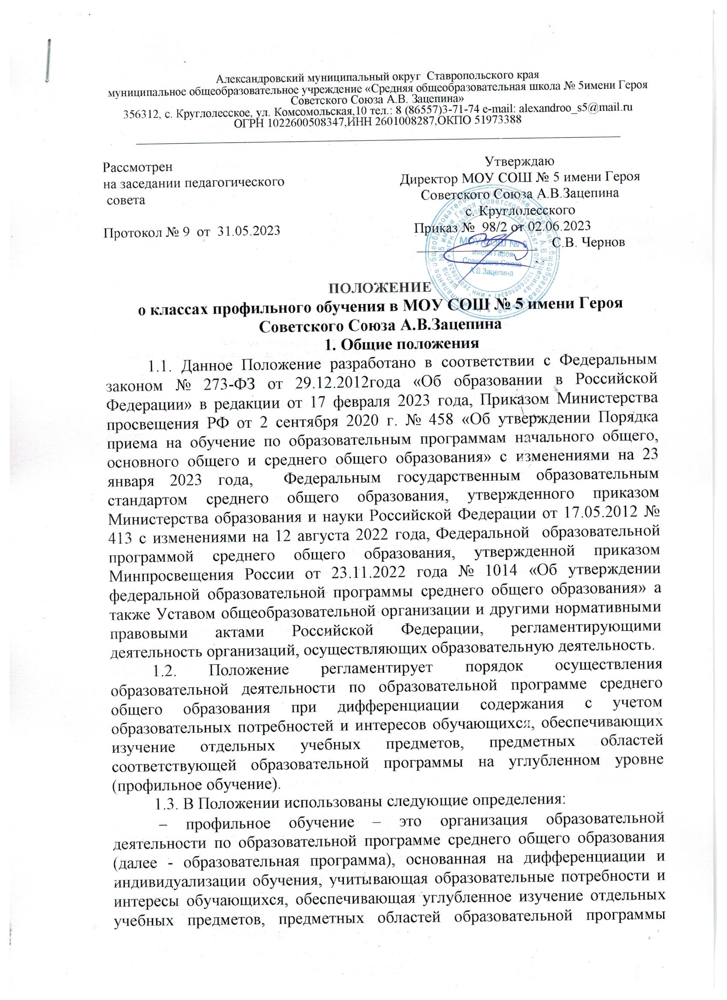 Александровский муниципальный округ Ставропольского края
муниципальное общеобразовательное учреждение «Средняя общеобразовательная школа № 5имени Героя
Советского Союза А.В. Зацепина»
356312, с. Круглолесское, ул. Комсомольская,10 тел.: 8 (86557)3-71-74 e-mail: alexandroo_s5@mail.ru
ОГРН 1022600508347,ИНН 2601008287,ОКПО 51973388
Рассмотрен
на заседании педагогического
совета
Протокол № 9 от 31.05.2023
Утверждаю
Директор МОУ СОШ № 5 имени Героя
Советского Союза А.В.Зацепина
с. Круглолесского
Приказ № 98/2 от 02.06.2023
С.В. Чернов
МОУ СОШ № 5
имени Героя
Советского Союза
А.В.Зацепина
ПОЛОЖЕНИЕ
о классах профильного обучения в МОУ СОШ № 5 имени Героя
Советского Союза А.В.Зацепина
1. Общие положения
1.1. Данное Положение разработано в соответствии с Федеральным
законом № 273-ФЗ от 29.12.2012года «Об образовании в Российской
Федерации» в редакции от 17 февраля 2023 года, Приказом Министерства
просвещения РФ от 2 сентября 2020 г. № 458 «Об утверждении Порядка
приема на обучение по образовательным программам начального общего,
основного общего и среднего общего образования» с изменениями на 23
января 2023 года, Федеральным государственным образовательным
стандартом среднего общего образования, утвержденного приказом
Министерства образования и науки Российской Федерации от 17.05.2012 №
413 с изменениями на 12 августа 2022 года, Федеральной образовательной
программой среднего общего образования, утвержденной приказом
Минпросвещения России от 23.11.2022 года № 1014 «Об утверждении
федеральной образовательной программы среднего общего образования» а
также Уставом общеобразовательной организации и другими нормативными
правовыми актами Российской Федерации, регламентирующими
деятельность организаций, осуществляющих образовательную деятельность.
1.2. Положение регламентирует порядок осуществления
образовательной деятельности по образовательной программе среднего
общего образования при дифференциации содержания с учетом
образовательных потребностей и интересов обучающихся, обеспечивающих
изучение отдельных учебных предметов, предметных областей
соответствующей образовательной программы на углубленном уровне
(профильное обучение).
1.3. В Положении использованы следующие определения:
– профильное обучение – это организация образовательной
деятельности по образовательной программе среднего общего образования
(далее - образовательная программа), основанная на дифференциации и
индивидуализации обучения, учитывающая образовательные потребности и
интересы обучающихся, обеспечивающая углубленное изучение отдельных
учебных предметов, предметных областей образовательной программы